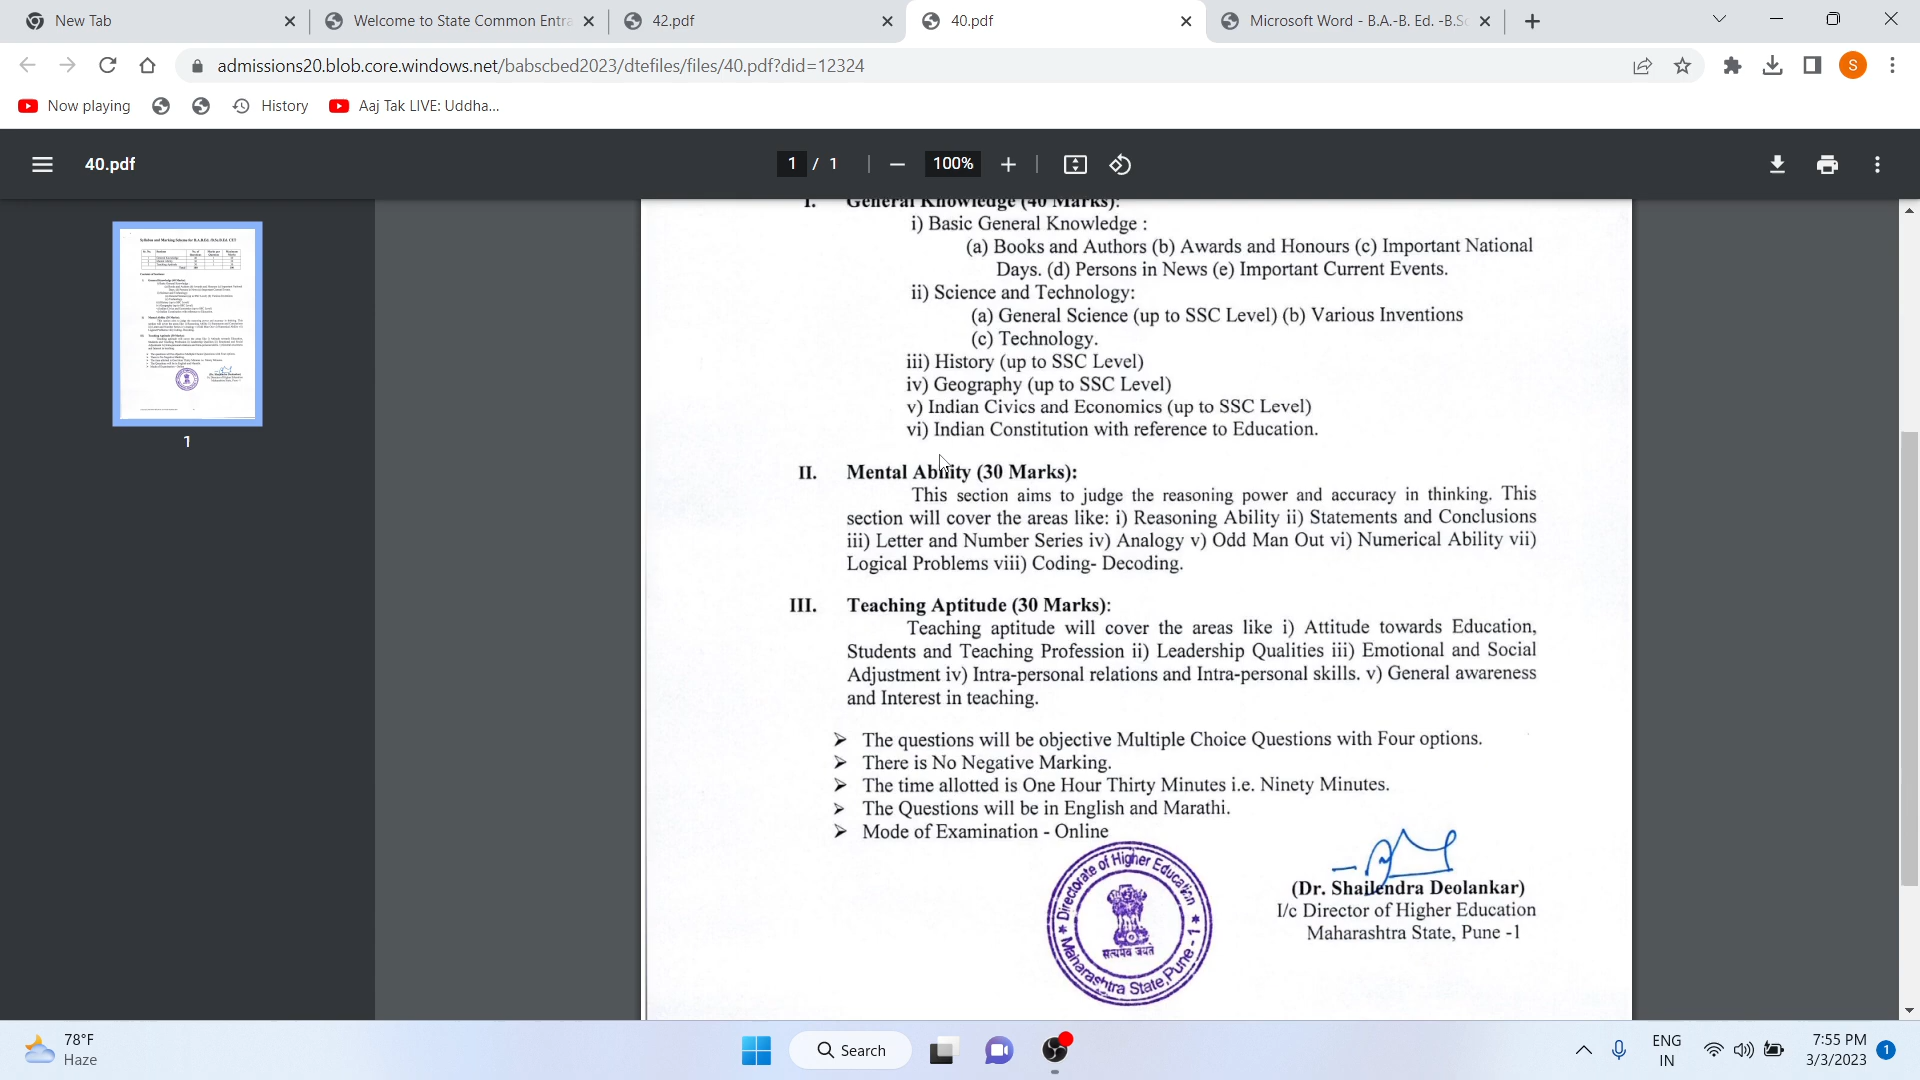 New Tab
Welcome to State Common Entra
42.pdf
40.pdf
Microsoft Word - B.A.-B. Ed. -B.Sc
admissions20.blob.core.windows.net/babscbed2023/dtefiles/files/40.pdf?did=12324
S
Now playing
History
Aaj Tak LIVE: Uddha...
40.pdf
1 / 1
100%
I. General Knowledge (40 Marks):
i) Basic General Knowledge :
(a) Books and Authors (b) Awards and Honours (c) Important National
Days. (d) Persons in News (e) Important Current Events.
ii) Science and Technology:
(a) General Science (up to SSC Level) (b) Various Inventions
(c) Technology.
iii) History (up to SSC Level)
iv) Geography (up to SSC Level)
v) Indian Civics and Economics (up to SSC Level)
vi) Indian Constitution with reference to Education.
II. Mental Ability (30 Marks):
This section aims to judge the reasoning power and accuracy in thinking. This
section will cover the areas like: i) Reasoning Ability ii) Statements and Conclusions
iii) Letter and Number Series iv) Analogy v) Odd Man Out vi) Numerical Ability vii)
Logical Problems viii) Coding- Decoding.
III. Teaching Aptitude (30 Marks):
Teaching aptitude will cover the areas like i) Attitude towards Education,
Students and Teaching Profession ii) Leadership Qualities iii) Emotional and Social
Adjustment iv) Intra-personal relations and Intra-personal skills. v) General awareness
and Interest in teaching.
➢ The questions will be objective Multiple Choice Questions with Four options.
➢ There is No Negative Marking.
➢ The time allotted is One Hour Thirty Minutes i.e. Ninety Minutes.
➢ The Questions will be in English and Marathi.
➢ Mode of Examination - Online
Directorate of Higher Education
सत्यमेव जयते
Maharashtra State, Pune - 1
(Dr. Shailendra Deolankar)
I/c Director of Higher Education
Maharashtra State, Pune -1
1
78°F
Haze
Search
ENG
IN
7:55 PM
3/3/2023
1